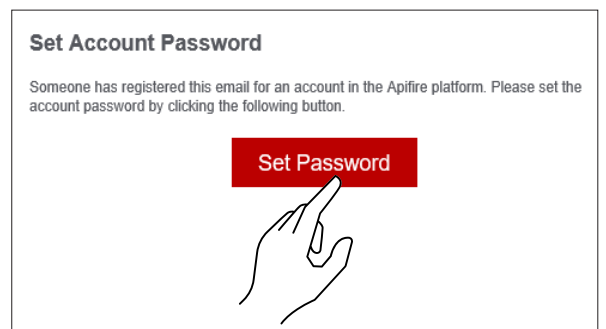 Set Account Password
Someone has registered this email for an account in the Apifire platform. Please set the
account password by clicking the following button.
Set Password